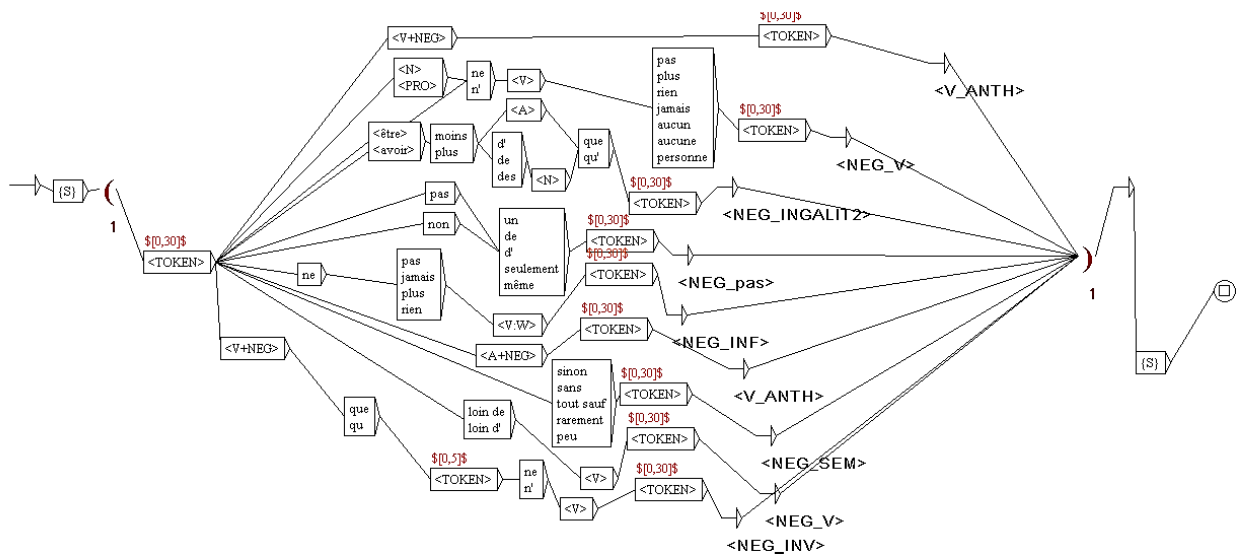 $[0,30]$
<V+NEG>
<TOKEN>
<V_ANTH>
<N>
<PRO>
ne
n'
<V>
pas
plus
rien
jamais
aucun
aucune
personne
$[0,30]$
<TOKEN>
<NEG_V>
<être>
<avoir>
moins
plus
<A>
d'
de
des
<N>
que
qu'
$[0,30]$
<TOKEN>
<NEG_INGALIT2>
{S}
(
1
$[0,30]$
<TOKEN>
pas
non
un
de
d'
seulement
même
$[0,30]$
<TOKEN>
<NEG_pas>
ne
pas
jamais
plus
rien
<V:W>
$[0,30]$
<TOKEN>
<NEG_INF>
<A+NEG>
$[0,30]$
<TOKEN>
<V_ANTH>
sinon
sans
tout sauf
rarement
peu
$[0,30]$
<TOKEN>
<NEG_SEM>
loin de
loin d'
<V>
$[0,30]$
<TOKEN>
<NEG_V>
<V+NEG>
que
qu
$[0,5]$
<TOKEN>
ne
n'
<V>
$[0,30]$
<TOKEN>
<NEG_INV>
)
1
{S}